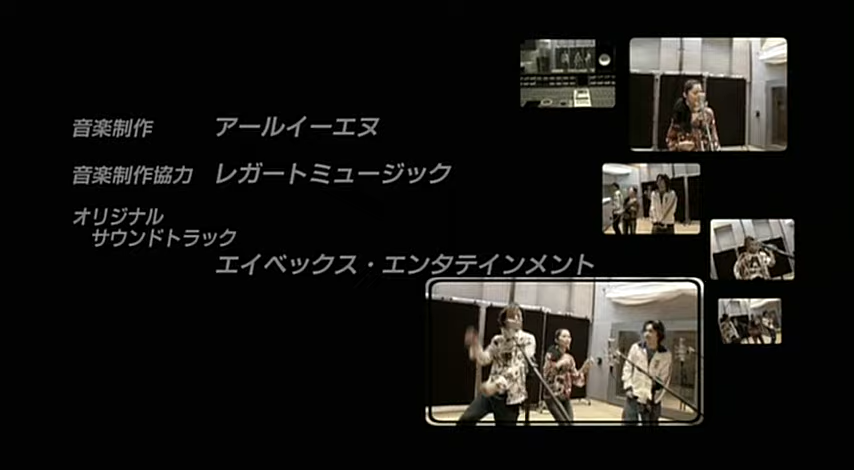 音楽制作 アールイーエヌ
音楽制作協力 レガートミュージック
オリジナル
サウンドトラック
エイベックス・エンタテインメント